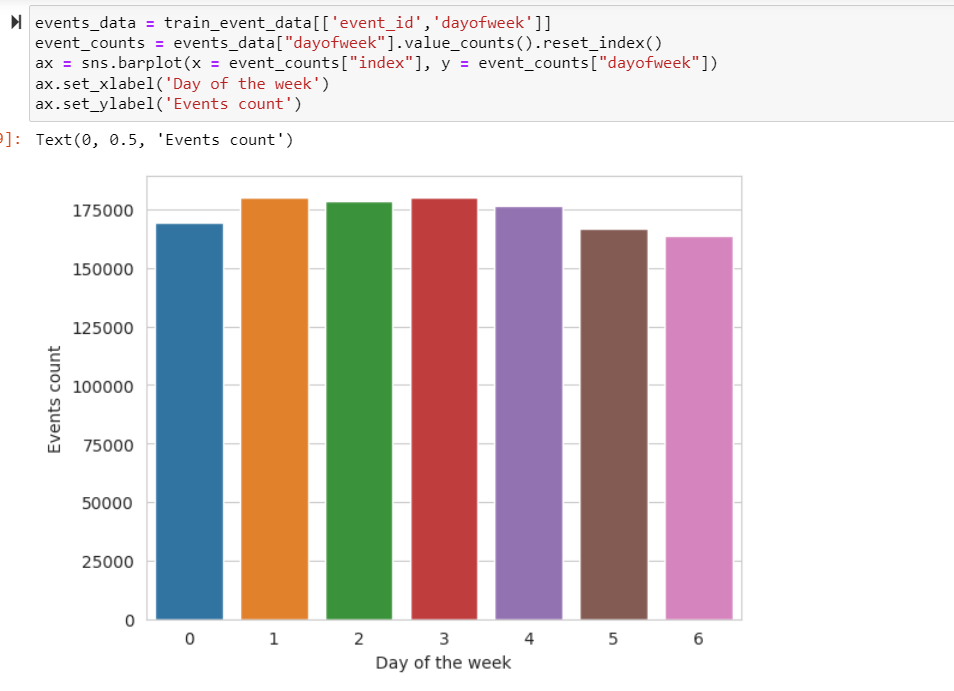 events_data = train_event_data[['event_id','dayofweek']]
event_counts = events_data["dayofweek"].value_counts().reset_index()
ax = sns.barplot(x = event_counts["index"], y = event_counts["dayofweek"])
ax.set_xlabel('Day of the week')
ax.set_ylabel('Events count')
9]: Text(0, 0.5, 'Events count')
175000
150000
125000
100000
75000
50000
25000
0
Events count
0 1 2 3 4 5 6
Day of the week